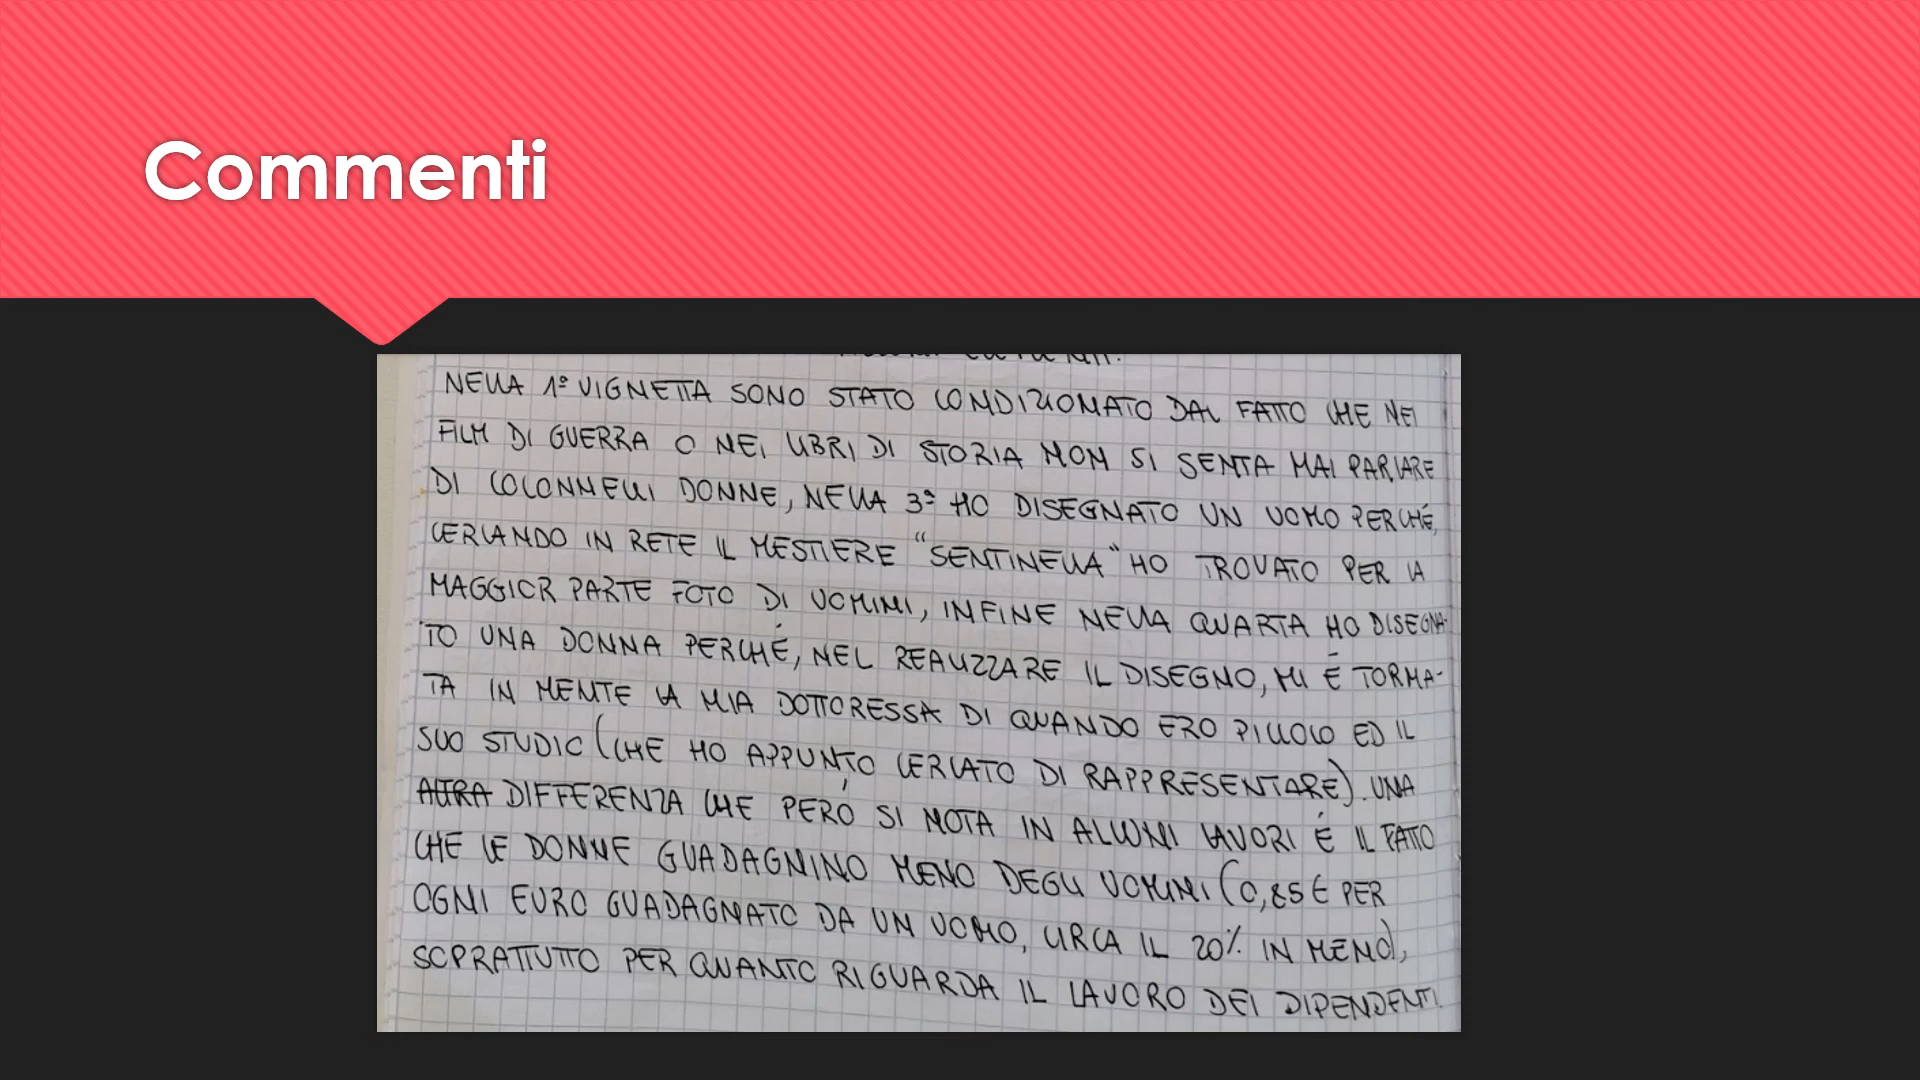 Commenti
NELLA 1ª VIGNETTA SONO STATO CONDIZIONATO DAL FATTO CHE NEI
FILM DI GUERRA O NEI LIBRI DI STORIA NON SI SENTA MAI PARLARE
DI COLONNELLI DONNE, NELLA 3ª HO DISEGNATO UN UOMO PERCHÉ,
CERCANDO IN RETE IL MESTIERE "SENTINELLA" HO TROVATO PER LA
MAGGIOR PARTE FOTO DI UOMINI, INFINE NELLA QUARTA HO DISEGNA-
TO UNA DONNA PERCHÉ, NEL REALIZZARE IL DISEGNO, MI É TORNA-
TA IN MENTE LA MIA DOTTORESSA DI QUANDO ERO PICCOLO ED IL
SUO STUDIO (CHE HO APPUNTO CERCATO DI RAPPRESENTARE). UNA
ALTRA DIFFERENZA CHE PERÓ SI NOTA IN ALCUNI LAVORI É IL FATTO
CHE LE DONNE GUADAGNINO MENO DEGLI UOMINI (0,85€ PER
OGNI EURO GUADAGNATO DA UN UOMO, CIRCA IL 20% IN MENO),
SOPRATTUTTO PER QUANTO RIGUARDA IL LAVORO DEI DIPENDENTI.